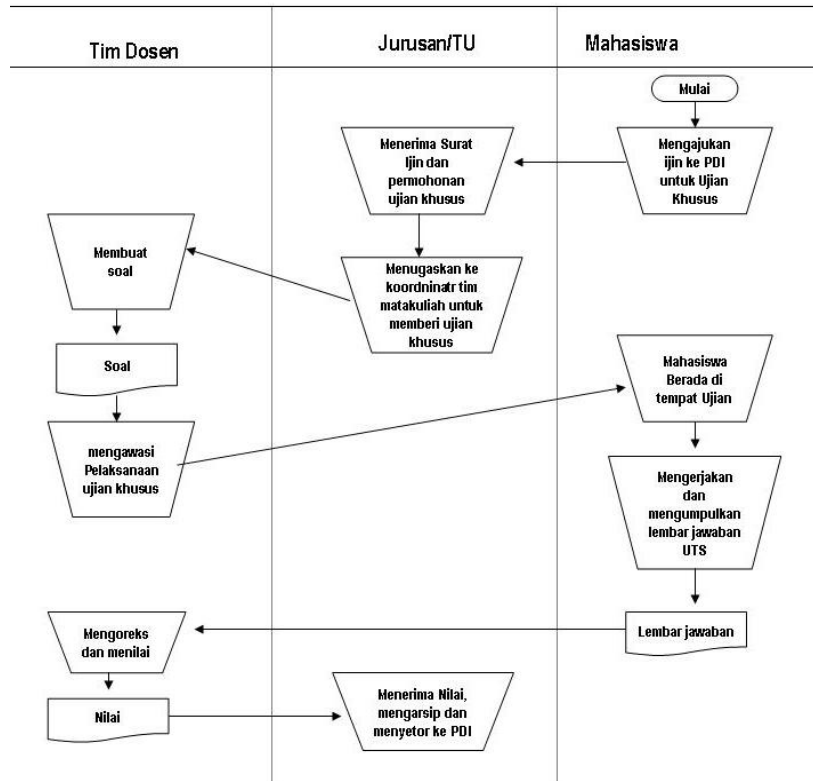 Tim Dosen
Jurusan/TU
Mahasiswa
Mulai
Mengajukan
ijin ke PDI
untuk Ujian
Khusus
Menerima Surat
Ijin dan
permohonan
ujian khusus
Menugaskan ke
koordninatr tim
matakuliah untuk
memberi ujian
khusus
Membuat
soal
Soal
mengawasi
Pelaksanaan
ujian khusus
Mahasiswa
Berada di
tempat Ujian
Mengerjakan
dan
mengumpulkan
lembar jawaban
UTS
Lembar jawaban
Mengoreks
dan menilai
Nilai
Menerima Nilai,
mengarsip dan
menyetor ke PDI